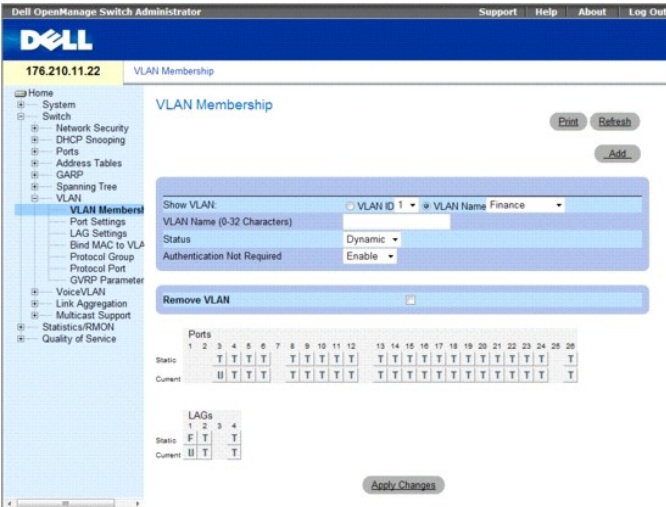 Dell OpenManage Switch Administrator Support Help About Log Out
DELL
176.210.11.22 VLAN Membership
Home
System
Switch
Network Security
DHCP Snooping
Ports
Address Tables
GARP
Spanning Tree
VLAN
VLAN Membersh
Port Settings
LAG Settings
Bind MAC to VLA
Protocol Group
Protocol Port
GVRP Parameter
VoiceVLAN
Link Aggregation
Multicast Support
Statistics/RMON
Quality of Service
VLAN Membership
Print Refresh
Add
Show VLAN: VLAN ID 1 VLAN Name Finance
VLAN Name (0-32 Characters)
Status Dynamic
Authentication Not Required Enable
Remove VLAN
Ports
1 2 3 4 5 6 7 8 9 10 11 12 13 14 15 16 17 18 19 20 21 22 23 24 25 26
Static T T T T T T T T T T T T T T T T T T T T T T
Current U T T T T T T T T T T T T T T T T T T T T T
LAGs
1 2 3 4
Static F T T
Current U T T
Apply Changes